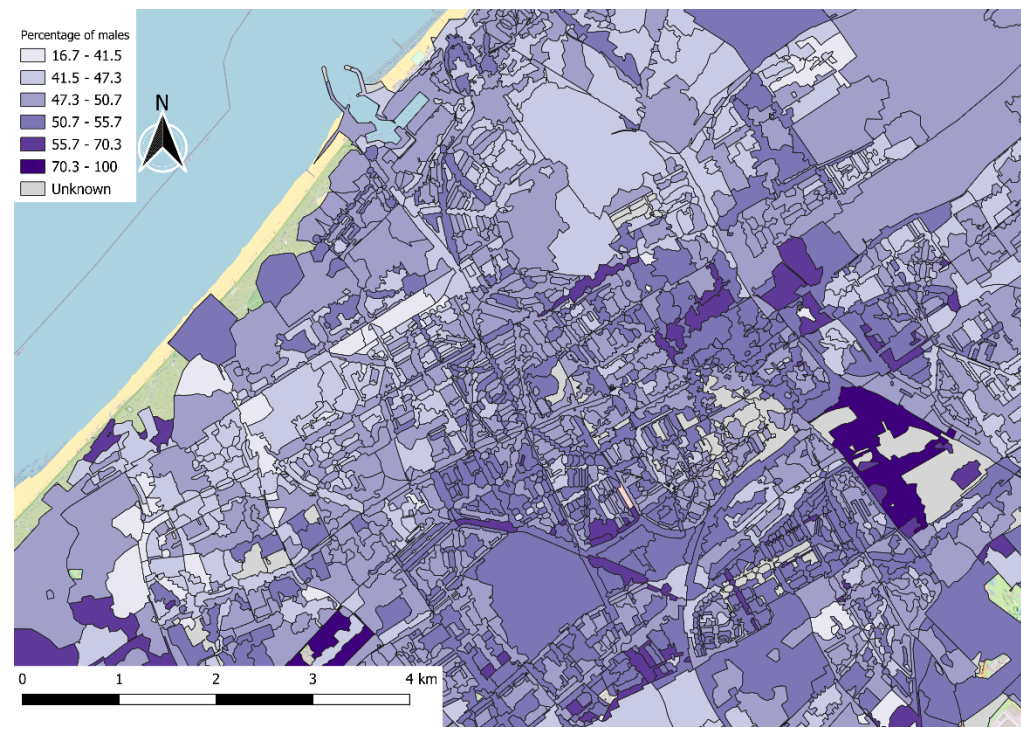 Percentage of males
16.7 - 41.5
41.5 - 47.3
47.3 - 50.7
50.7 - 55.7
55.7 - 70.3
70.3 - 100
Unknown
N
0 1 2 3 4 km